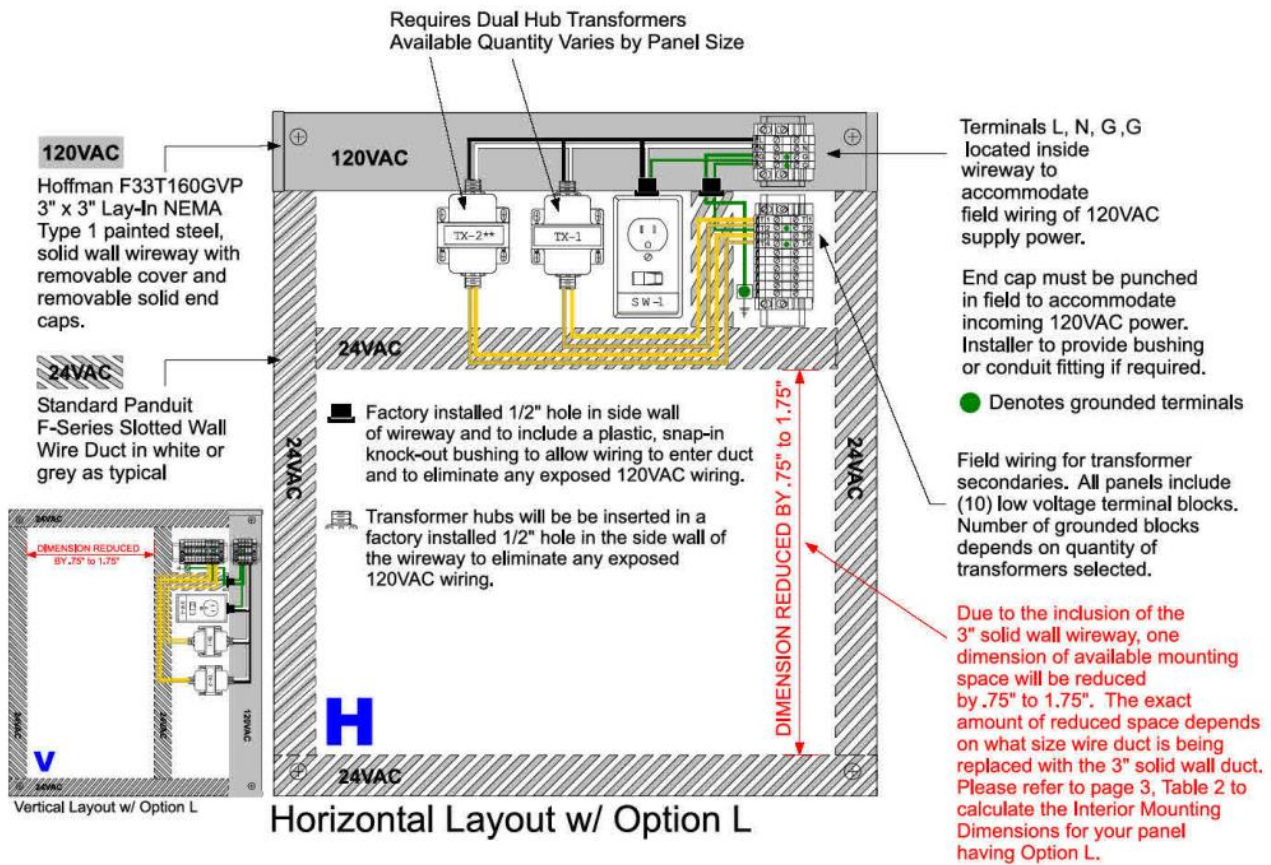 Requires Dual Hub Transformers
Available Quantity Varies by Panel Size
120VAC
Hoffman F33T160GVP
3" x 3" Lay-In NEMA
Type 1 painted steel,
solid wall wireway with
removable cover and
removable solid end
caps.
24VAC
Standard Panduit
F-Series Slotted Wall
Wire Duct in white or
grey as typical
120VAC
TX-2**
TX-1
SW-1
24VAC
24VAC
24VAC
24VAC
Factory installed 1/2" hole in side wall
of wireway and to include a plastic, snap-in
knock-out bushing to allow wiring to enter duct
and to eliminate any exposed 120VAC wiring.
Transformer hubs will be be inserted in a
factory installed 1/2" hole in the side wall of
the wireway to eliminate any exposed
120VAC wiring.
DIMENSION REDUCED BY .75" to 1.75"
H
Horizontal Layout w/ Option L
24VAC
DIMENSION REDUCED
BY .75" to 1.75"
24VAC
24VAC
120VAC
V
24VAC
Vertical Layout w/ Option L
Terminals L, N, G ,G
located inside
wireway to
accommodate
field wiring of 120VAC
supply power.
End cap must be punched
in field to accommodate
incoming 120VAC power.
Installer to provide bushing
or conduit fitting if required.
Denotes grounded terminals
Field wiring for transformer
secondaries. All panels include
(10) low voltage terminal blocks.
Number of grounded blocks
depends on quantity of
transformers selected.
Due to the inclusion of the
3" solid wall wireway, one
dimension of available mounting
space will be reduced
by .75" to 1.75". The exact
amount of reduced space depends
on what size wire duct is being
replaced with the 3" solid wall duct.
Please refer to page 3, Table 2 to
calculate the Interior Mounting
Dimensions for your panel
having Option L.